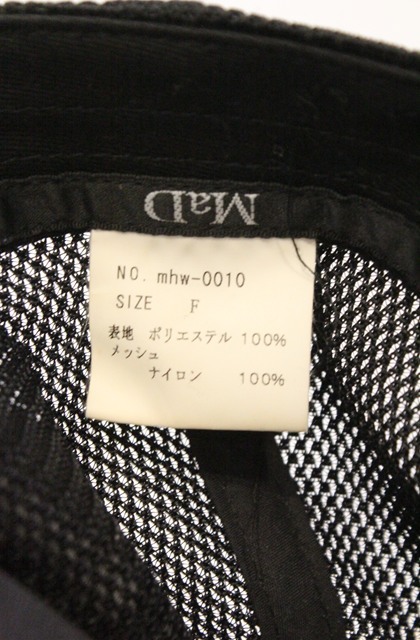 MaD
NO. mhw-0010
SIZE F
表地 ポリエステル 100%
メッシュ
ナイロン 100%